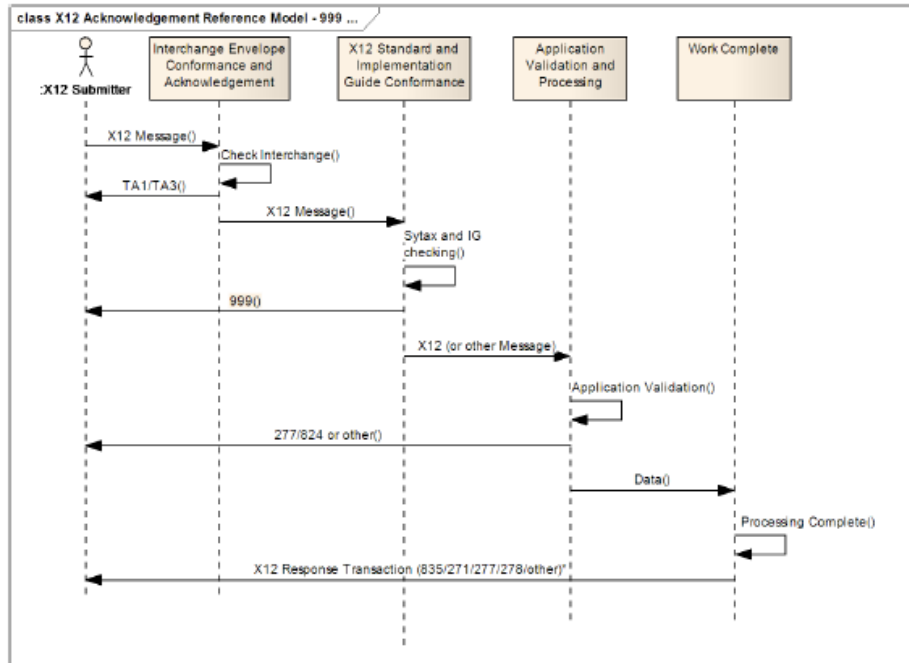 class X12 Acknowledgement Reference Model - 999 ...
:X12 Submitter
Interchange Envelope
Conformance and
Acknowledgement
X12 Standard and
Implementation
Guide Conformance
Application
Validation and
Processing
Work Complete
X12 Message()
Check Interchange()
TA1/TA3()
X12 Message()
Sytax and IG
checking()
999()
X12 (or other Message)
Application Validation()
277/824 or other()
Data()
Processing Complete()
X12 Response Transaction (835/271/277/278/other)"